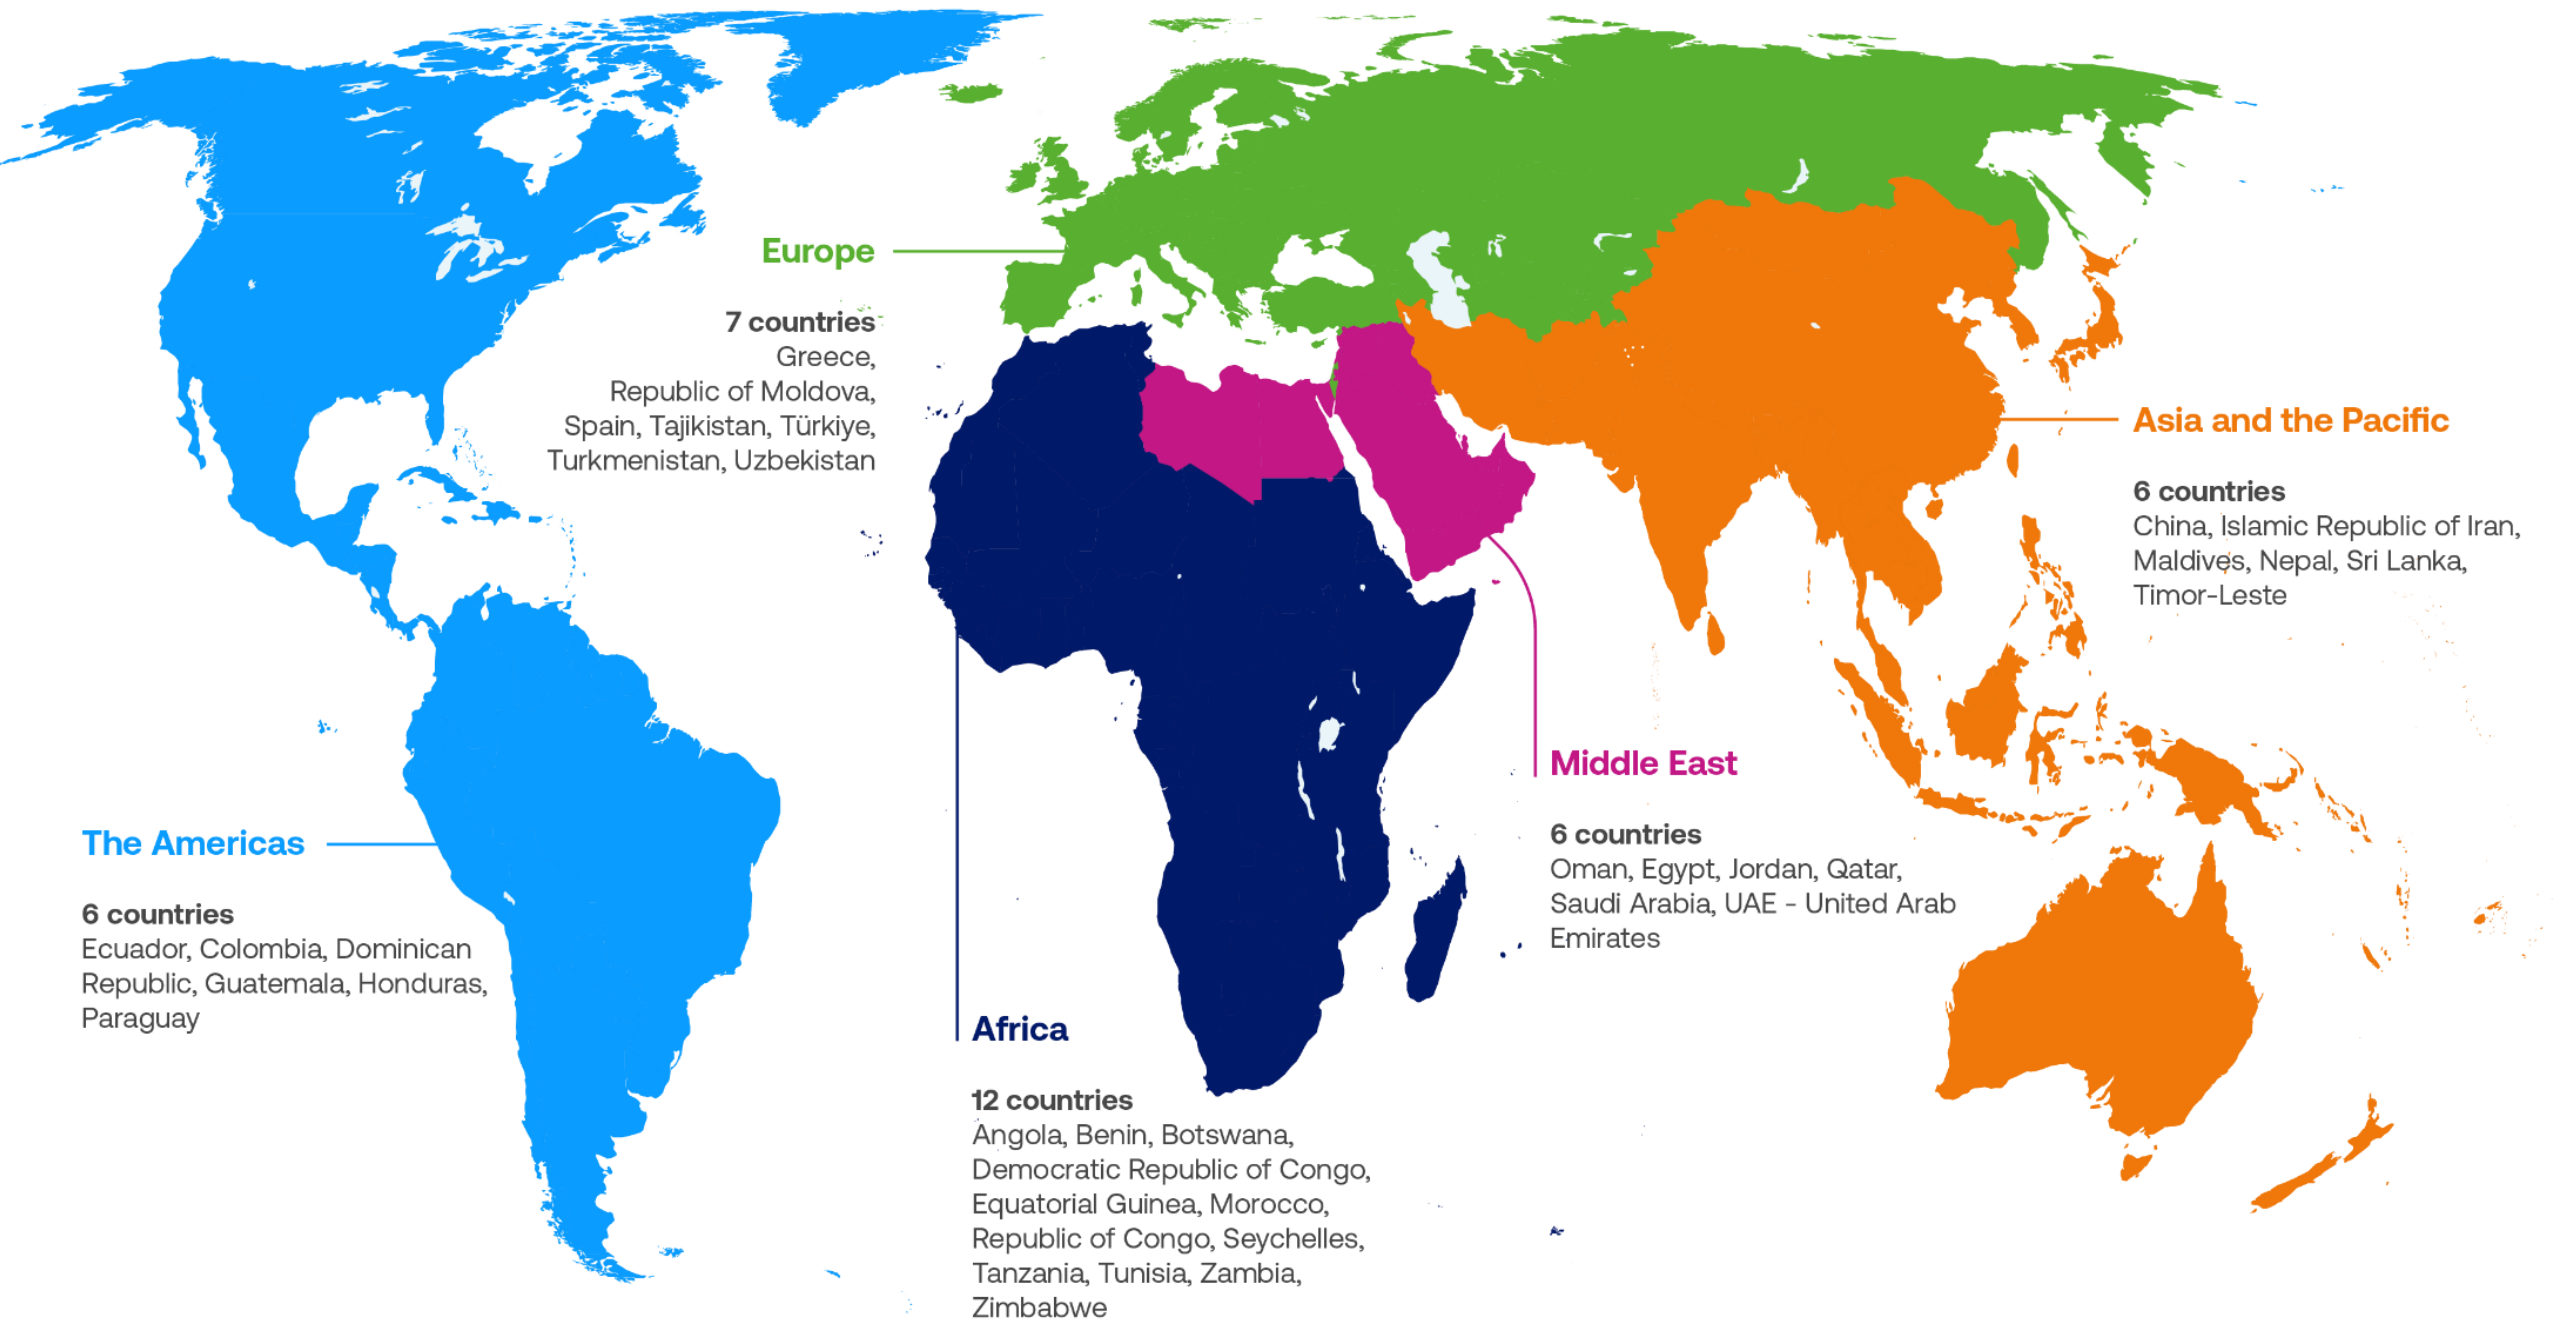 Europe
7 countries
Greece,
Republic of Moldova,
Spain, Tajikistan, Türkiye,
Turkmenistan, Uzbekistan
Asia and the Pacific
6 countries
China, Islamic Republic of Iran,
Maldives, Nepal, Sri Lanka,
Timor-Leste
Middle East
6 countries
Oman, Egypt, Jordan, Qatar,
Saudi Arabia, UAE - United Arab
Emirates
The Americas
6 countries
Ecuador, Colombia, Dominican
Republic, Guatemala, Honduras,
Paraguay
Africa
12 countries
Angola, Benin, Botswana,
Democratic Republic of Congo,
Equatorial Guinea, Morocco,
Republic of Congo, Seychelles,
Tanzania, Tunisia, Zambia,
Zimbabwe